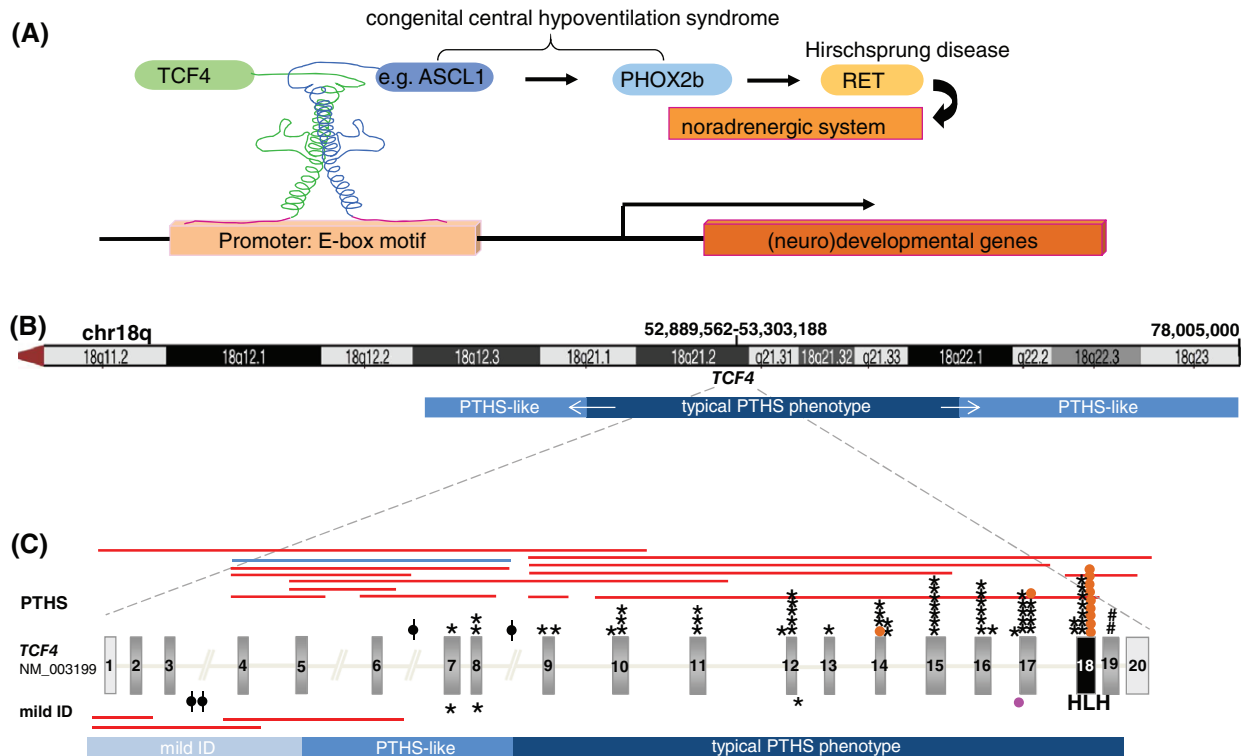 (A)
congenital central hypoventilation syndrome
Hirschsprung disease
TCF4
e.g. ASCL1
PHOX2b
RET
noradrenergic system
Promoter: E-box motif
(neuro)developmental genes
(B)
chr18q
52,889,562-53,303,188
78,005,000
18q11.2
18q12.1
18q12.2
18q12.3
18q21.1
18q21.2
q21.31
18q21.32
q21.33
18q22.1
q22.2
18q22.3
18q23
TCF4
PTHS-like
typical PTHS phenotype
PTHS-like
(C)
PTHS
TCF4
NM_003199
1 2 3 4 5 6 7 8 9 10 11 12 13 14 15 16 17 18 19 20
# #
HLH
mild ID
mild ID
PTHS-like
typical PTHS phenotype